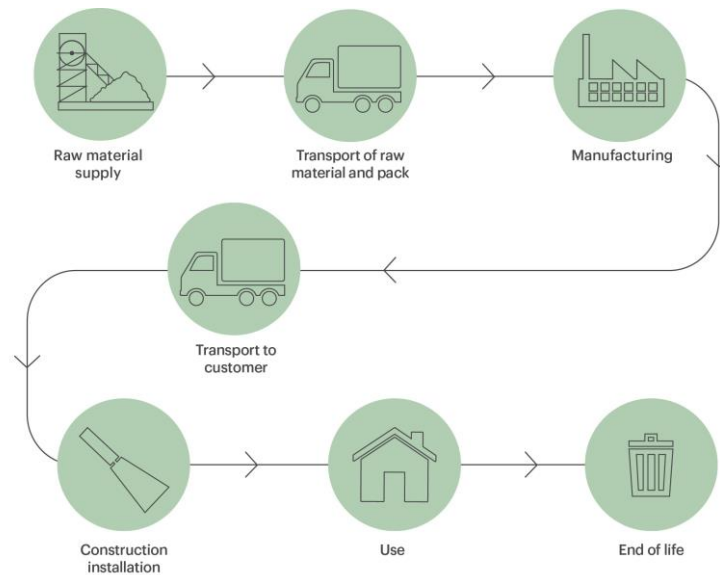 Raw material
supply
Transport of raw
material and pack
Manufacturing
Transport to
customer
Construction
installation
Use
End of life